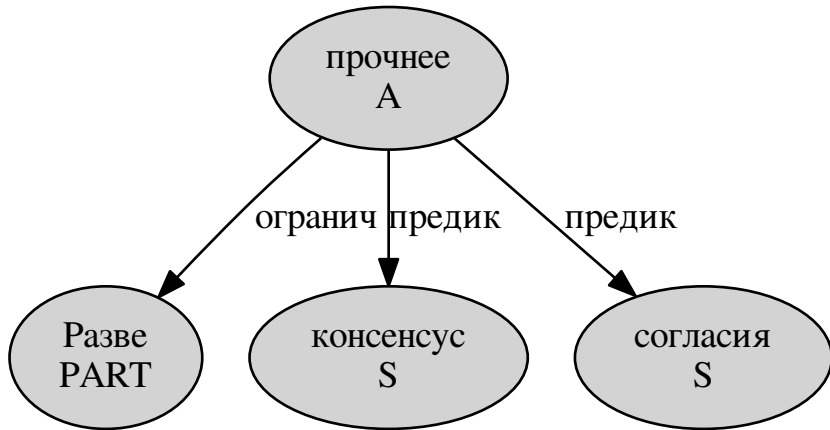 прочнее
A
огранич предик предик
Разве
PART
консенсус
S
согласия
S